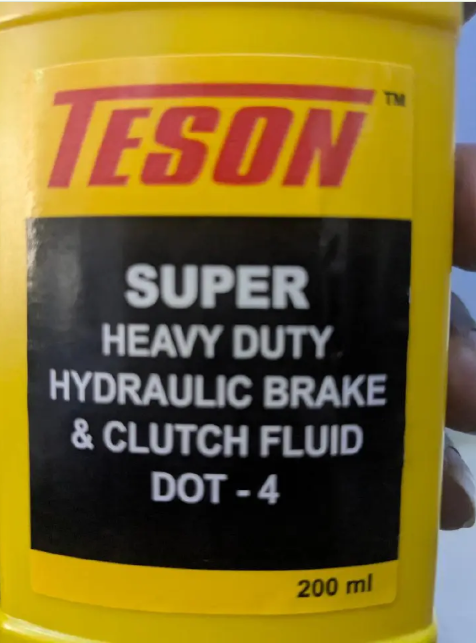 TESON™
SUPER
HEAVY DUTY
HYDRAULIC BRAKE
& CLUTCH FLUID
DOT - 4
200 ml